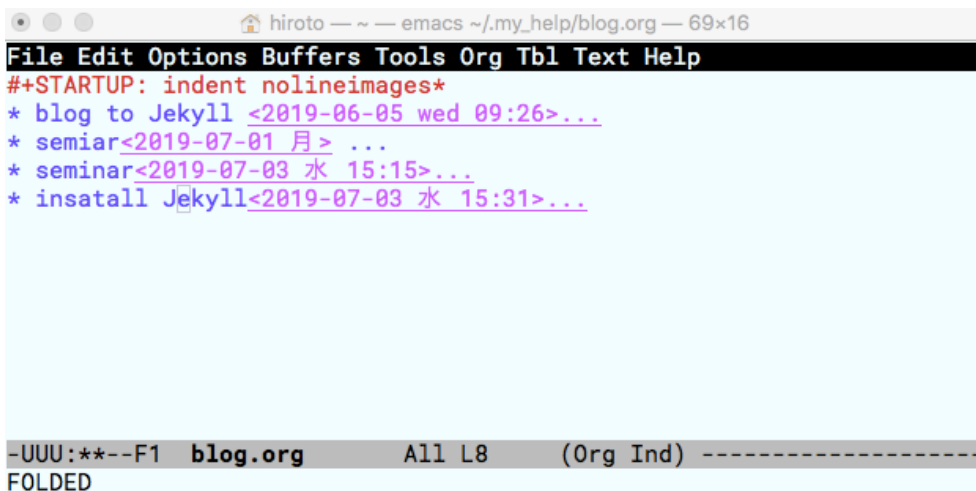 hiroto — ~ — emacs ~/.my_help/blog.org — 69×16
File Edit Options Buffers Tools Org Tbl Text Help
#+STARTUP: indent nolineimages*
* blog to Jekyll <2019-06-05 wed 09:26>...
* semiar<2019-07-01 月> ...
* seminar<2019-07-03 水 15:15>...
* insatall Jekyll<2019-07-03 水 15:31>...
-UUU:**--F1  blog.org       All L8     (Org Ind) --------------------
FOLDED